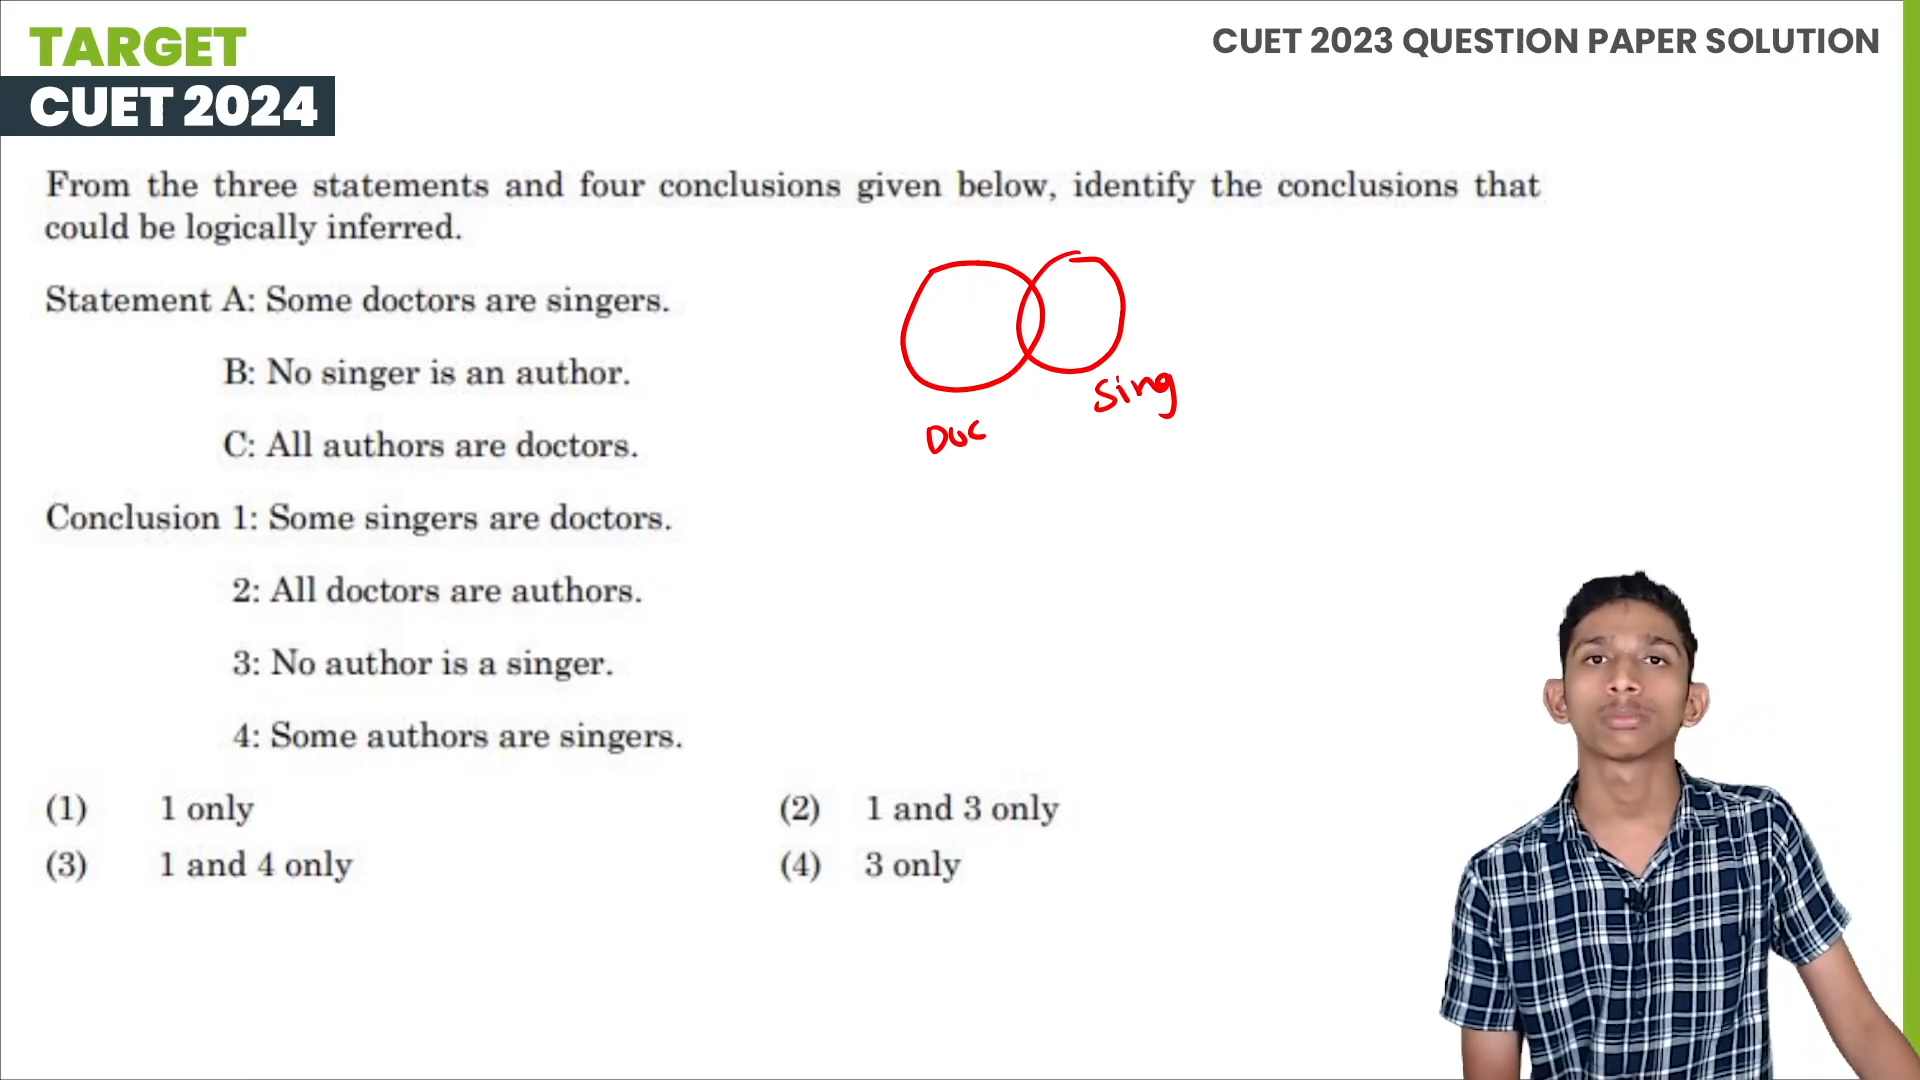 TARGET
CUET 2024
CUET 2023 QUESTION PAPER SOLUTION
From the three statements and four conclusions given below, identify the conclusions that
could be logically inferred.
Statement A: Some doctors are singers.
B: No singer is an author.
C: All authors are doctors.
Conclusion 1: Some singers are doctors.
2: All doctors are authors.
3: No author is a singer.
4: Some authors are singers.
(1) 1 only
(2) 1 and 3 only
(3) 1 and 4 only
(4) 3 only
Sing
Doc